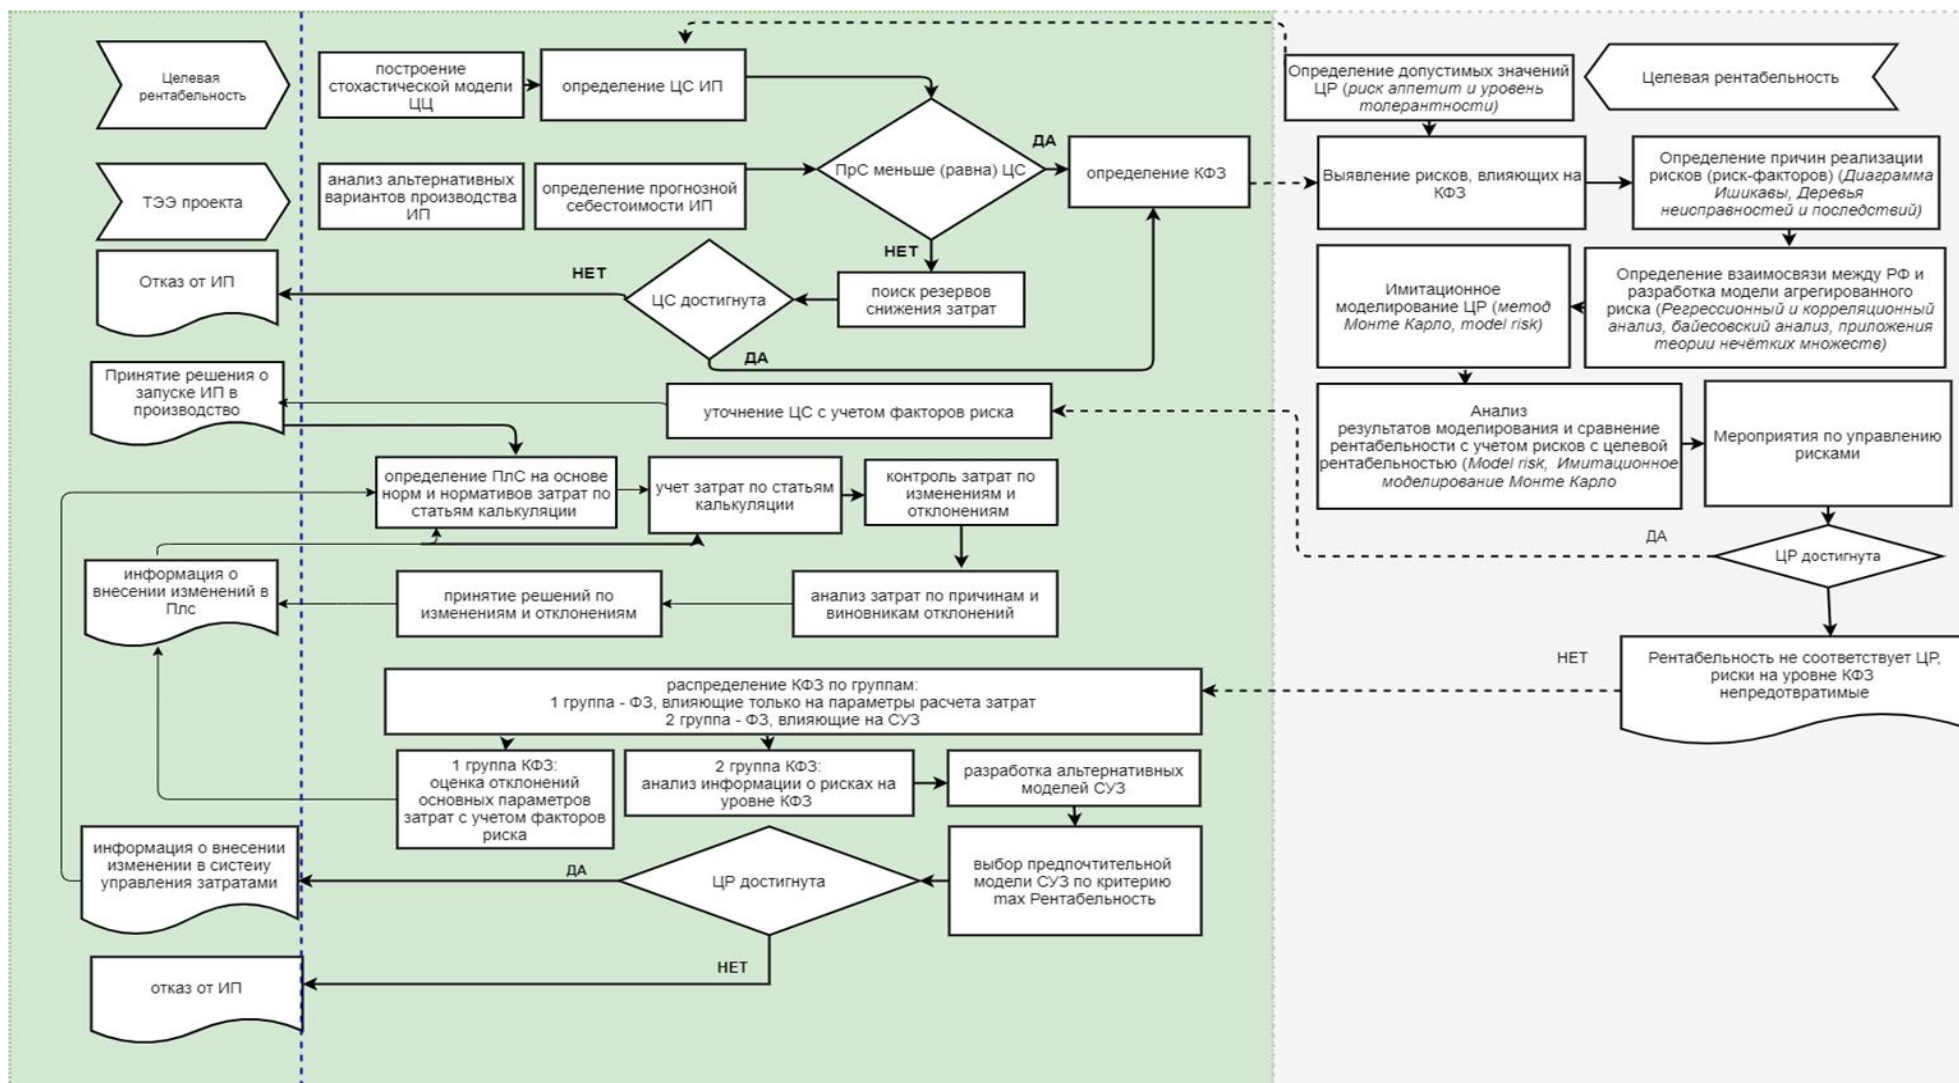 Целевая
рентабельность
построение
стохастической модели
ЦЦ
определение ЦС ИП
Определение допустимых значений
ЦР (риск аппетит и уровень
толерантности)
Целевая рентабельность
ТЭЭ проекта
анализ альтернативных
вариантов производства
ИП
определение прогнозной
себестоимости ИП
ПрС меньше (равна) ЦС
ДА
определение КФЗ
Выявление рисков, влияющих на
КФЗ
Определение причин реализации
рисков (риск-факторов) (Диаграмма
Ишикавы, Деревья
неисправностей и последствий)
НЕТ
Отказ от ИП
НЕТ
ЦС достигнута
поиск резервов
снижения затрат
ДА
Имитационное
моделирование ЦР (метод
Монте Карло, model risk)
Определение взаимосвязи между РФ и
разработка модели агрегированного
риска (Регрессионный и корреляционный
анализ, байесовский анализ, приложения
теории нечётких множеств)
Принятие решения о
запуске ИП в
производство
уточнение ЦС с учетом факторов риска
Анализ
результатов моделирования и сравнение
рентабельности с учетом рисков с целевой
рентабельностью (Model risk, Имитационное
моделирование Монте Карло
Мероприятия по управлению
рисками
определение ПлС на основе
норм и нормативов затрат по
статьям калькуляции
учет затрат по статьям
калькуляции
контроль затрат по
изменениям и
отклонениям
ДА
ЦР достигнута
информация о
внесении изменений в
Плс
принятие решений по
изменениям и отклонениям
анализ затрат по причинам и
виновникам отклонений
НЕТ
Рентабельность не соответствует ЦР,
риски на уровне КФЗ
непредотвратимые
распределение КФЗ по группам:
1 группа - ФЗ, влияющие только на параметры расчета затрат
2 группа - ФЗ, влияющие на СУЗ
1 группа КФЗ:
оценка отклонений
основных параметров
затрат с учетом факторов
риска
2 группа КФЗ:
анализ информации о рисках на
уровне КФЗ
разработка альтернативных
моделей СУЗ
информация о внесении
изменении в систеиу
управления затратами
ДА
ЦР достигнута
выбор предпочтительной
модели СУЗ по критерию
max Рентабельность
НЕТ
отказ от ИП